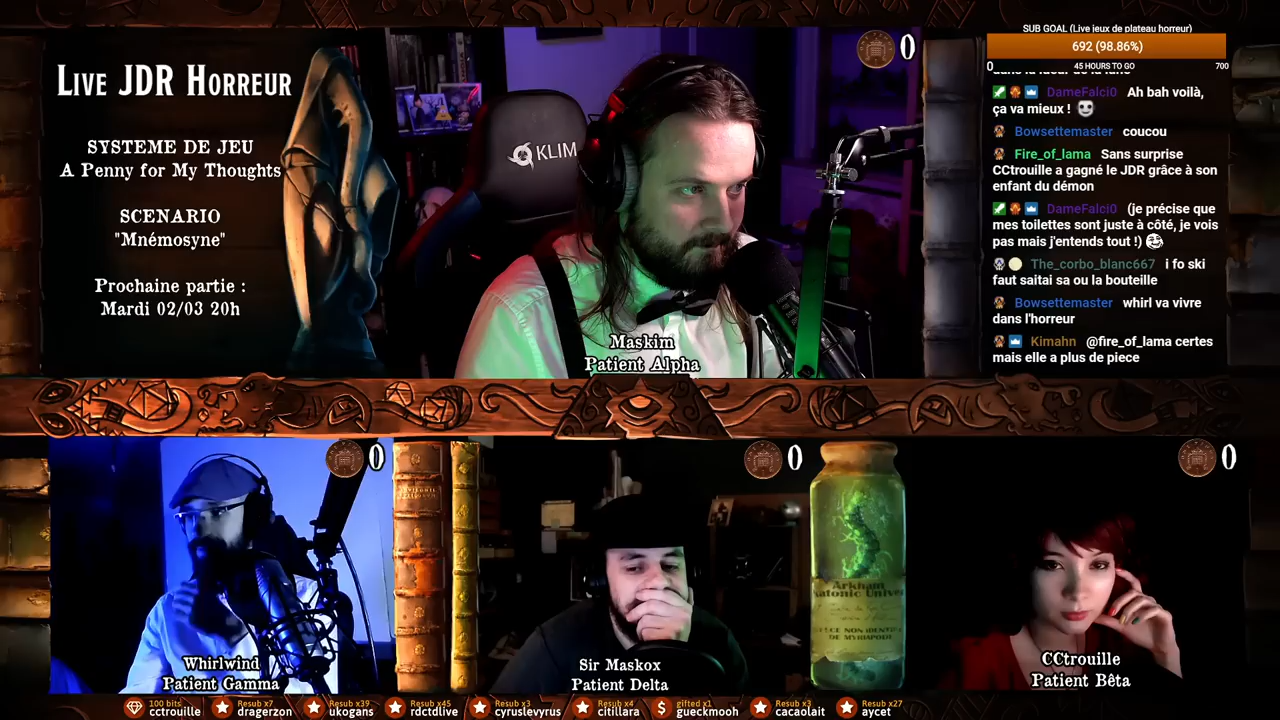 LIVE JDR HORREUR
SYSTEME DE JEU
A Penny for My Thoughts
SCENARIO
"Mnémosyne"
Prochaine partie :
Mardi 02/03 20h
KLIM
0
Maskim
Patient Alpha
SUB GOAL (Live jeux de plateau horreur)
692 (98.86%)
0
45 HOURS TO GO
700
DameFalci0 Ah bah voilà,
ça va mieux !
Bowsettemaster coucou
Fire_of_lama Sans surprise
CCtrouille a gagné le JDR grâce à son
enfant du démon
DameFalci0 (je précise que
mes toilettes sont juste à côté, je vois
pas mais j'entends tout !)
The_corbo_blanc667 i fo ski
faut saitai sa ou la bouteille
Bowsettemaster whirl va vivre
dans l'horreur
Kimahn @fire_of_lama certes
mais elle a plus de piece
0
Whirlwind
Patient Gamma
0
Sir Maskox
Patient Delta
Arkham
0
CCtrouille
Patient Bêta
100 bits
cctrouille
Resub x7
dragerzon
Resub x39
ukogans
Resub x45
rdctdlive
Resub x3
cyruslevyrus
Resub x4
citillara
gifted x1
gueckmooh
Resub x3
cacaolait
Resub x27
aycet